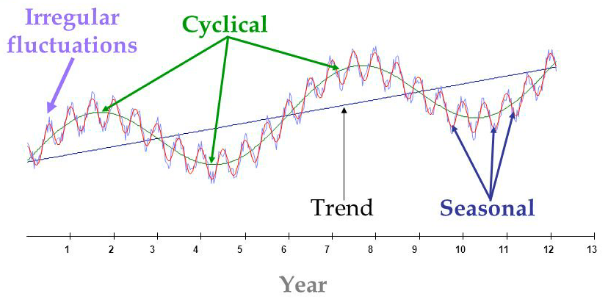 Irregular
fluctuations
Cyclical
Trend
Seasonal
1 2 3 4 5 6 7 8 9 10 11 12 13
Year